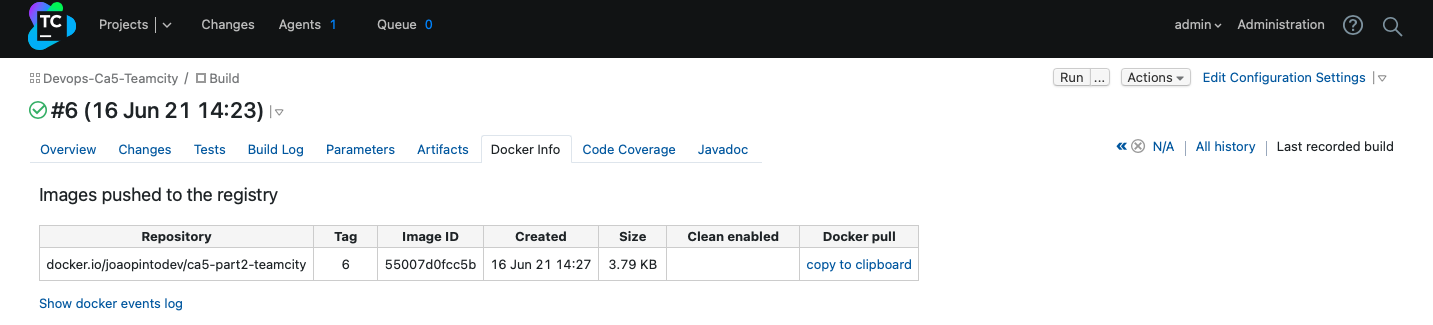 TC Projects Changes Agents 1 Queue 0 admin Administration ?
Devops-Ca5-Teamcity / Build Run ... Actions Edit Configuration Settings
#6 (16 Jun 21 14:23)
Overview Changes Tests Build Log Parameters Artifacts Docker Info Code Coverage Javadoc « N/A | All history | Last recorded build
Images pushed to the registry
Repository Tag Image ID Created Size Clean enabled Docker pull
docker.io/joaopintodev/ca5-part2-teamcity 6 55007d0fcc5b 16 Jun 21 14:27 3.79 KB copy to clipboard
Show docker events log